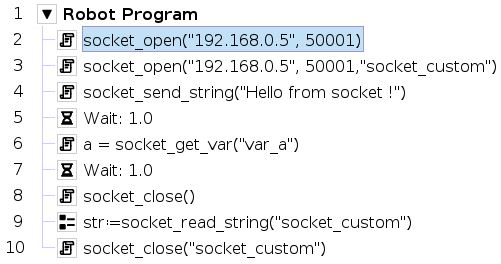 1 ▼ Robot Program
2 socket_open("192.168.0.5", 50001)
3 socket_open("192.168.0.5", 50001,"socket_custom")
4 socket_send_string("Hello from socket !")
5 Wait: 1.0
6 a = socket_get_var("var_a")
7 Wait: 1.0
8 socket_close()
9 str≔socket_read_string("socket_custom")
10 socket_close("socket_custom")